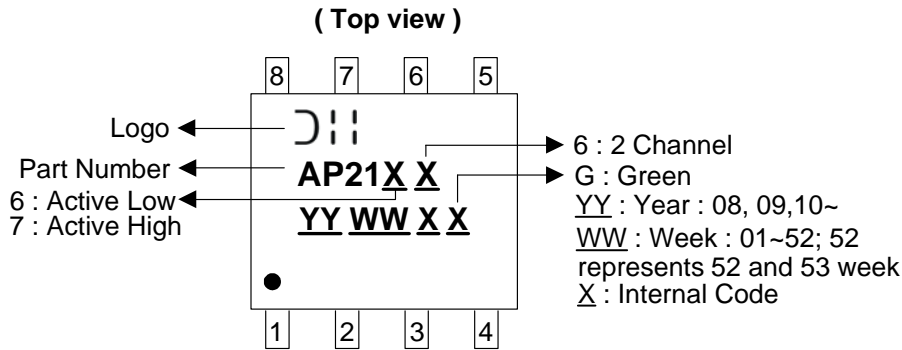 ( Top view )
8 7 6 5
Logo
Part Number
6 : Active Low
7 : Active High
AP21X X
YY WW X X
6 : 2 Channel
G : Green
YY : Year : 08, 09,10~
WW : Week : 01~52; 52
represents 52 and 53 week
X : Internal Code
1 2 3 4